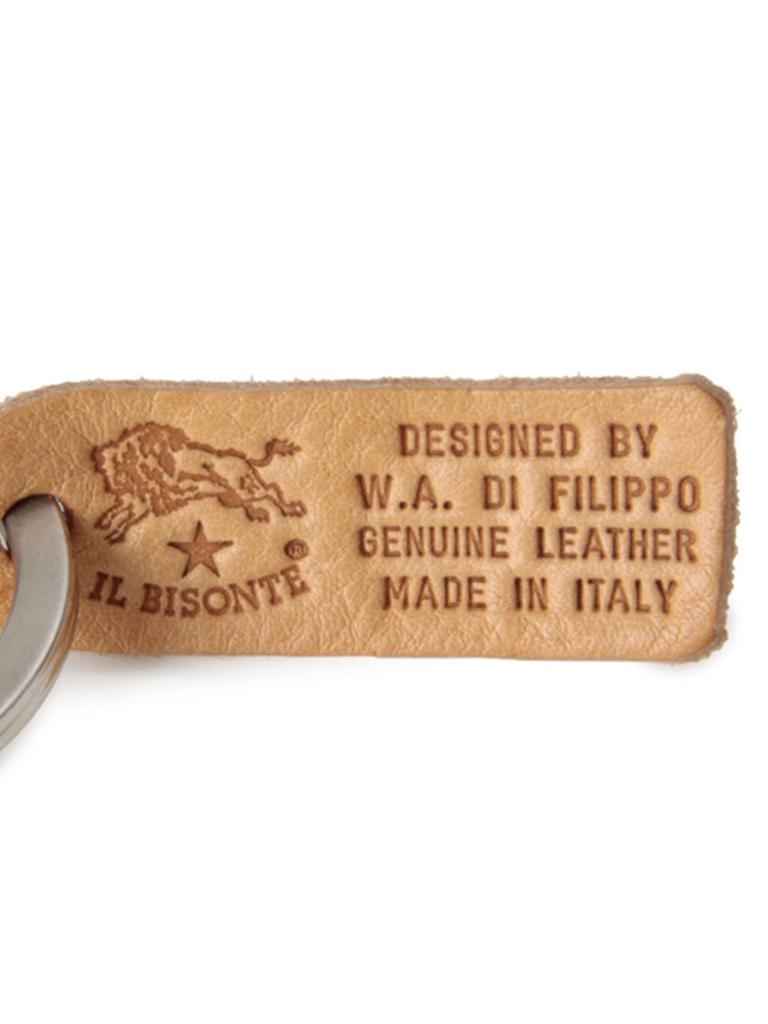 IL BISONTE®
DESIGNED BY
W.A. DI FILIPPO
GENUINE LEATHER
MADE IN ITALY